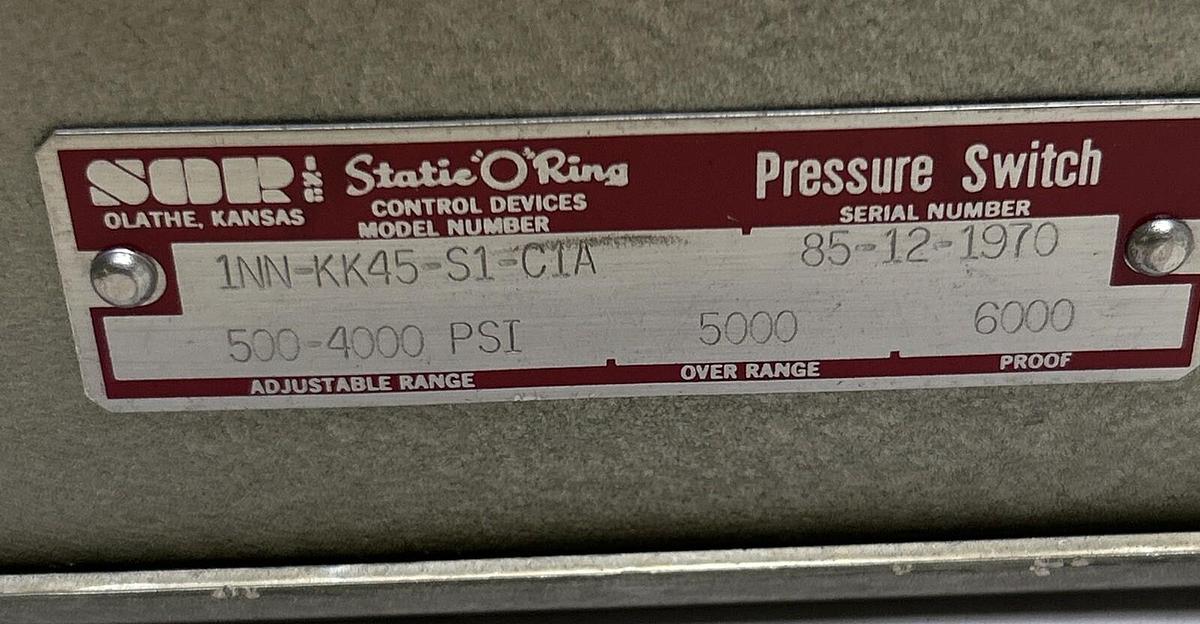 SOR INC Static "O" Ring Pressure Switch
OLATHE, KANSAS CONTROL DEVICES SERIAL NUMBER
MODEL NUMBER
1NN-KK45-S1-C1A 85-12-1970
500-4000 PSI 5000 6000
ADJUSTABLE RANGE OVER RANGE PROOF